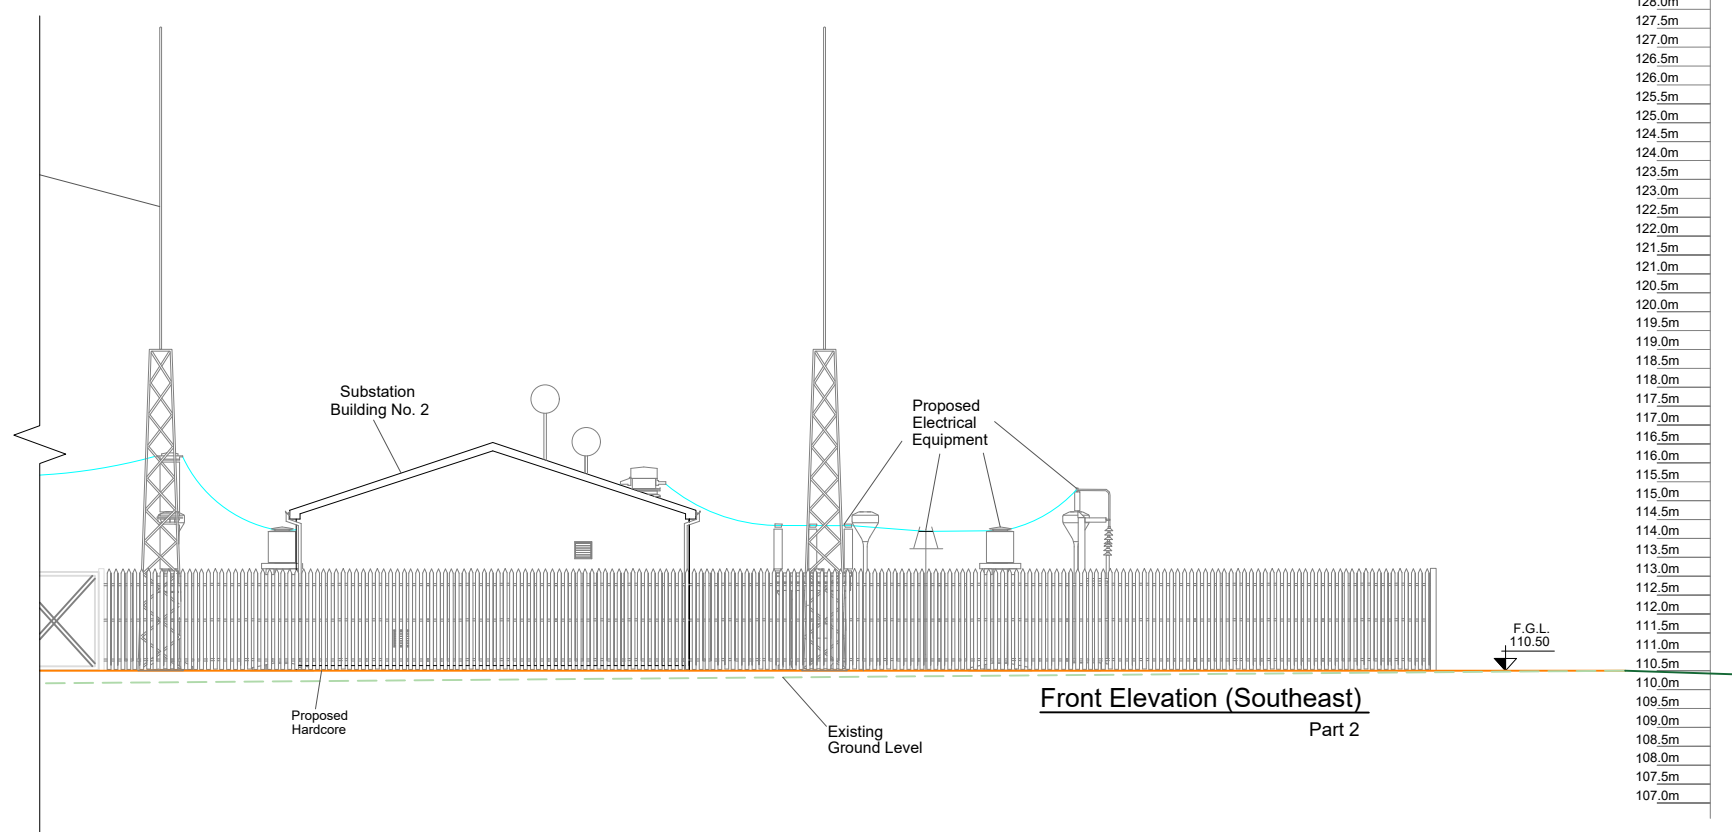 128.0m
127.5m
127.0m
126.5m
126.0m
125.5m
125.0m
124.5m
124.0m
123.5m
123.0m
122.5m
122.0m
121.5m
121.0m
120.5m
120.0m
119.5m
119.0m
118.5m
118.0m
117.5m
117.0m
116.5m
116.0m
115.5m
115.0m
114.5m
114.0m
113.5m
113.0m
112.5m
112.0m
111.5m
111.0m
110.5m
110.0m
109.5m
109.0m
108.5m
108.0m
107.5m
107.0m
Substation
Building No. 2
Proposed
Electrical
Equipment
F.G.L.
110.50
Front Elevation (Southeast)
Part 2
Proposed
Hardcore
Existing
Ground Level